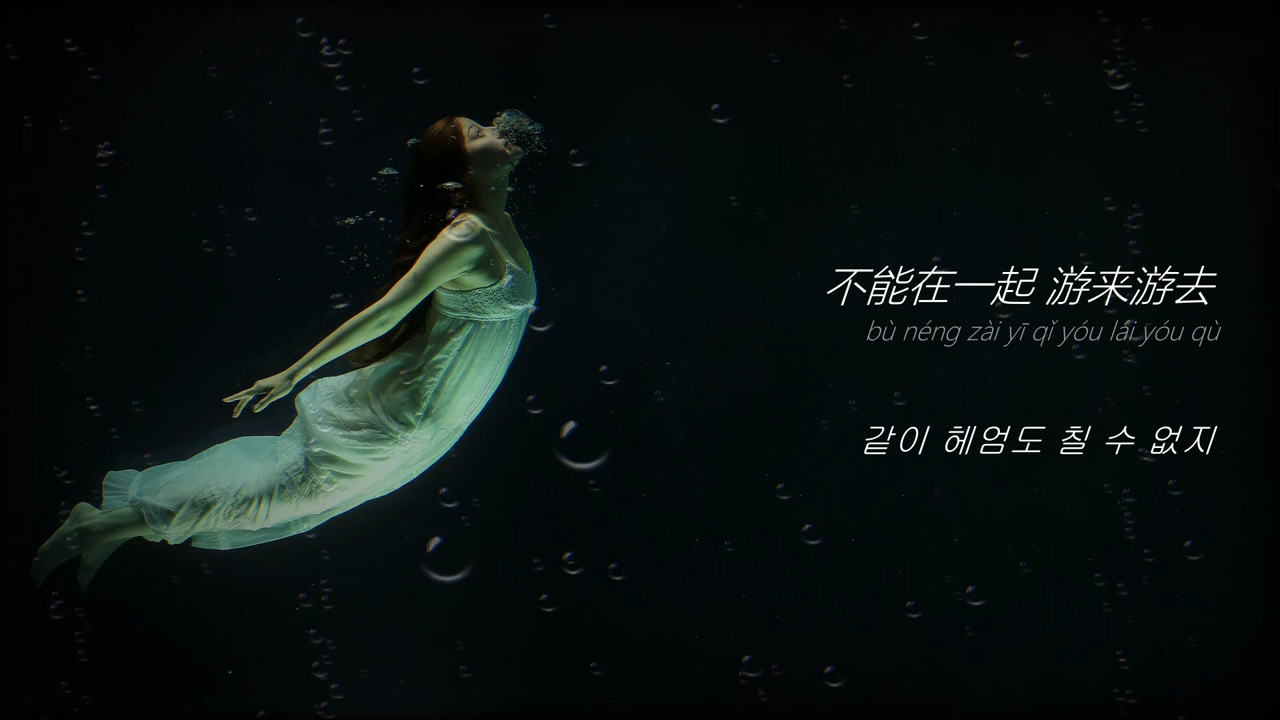 不能在一起 游来游去
bù néng zài yī qǐ yóu lái yóu qù
같이 헤엄도 칠 수 없지